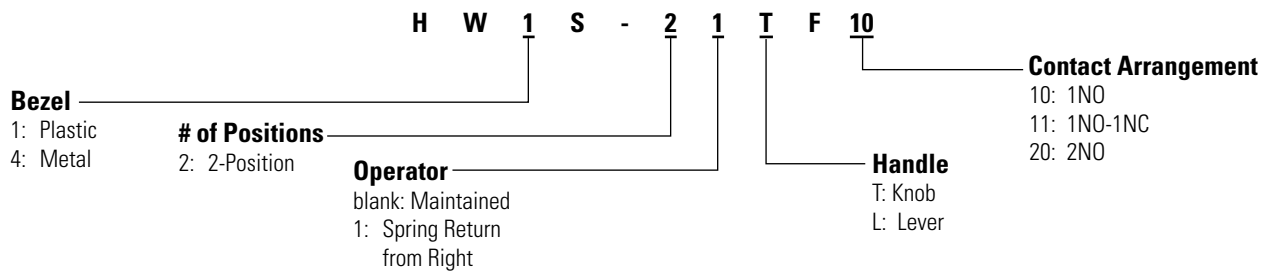 H W 1 S - 2 1 T F 10
Bezel
1: Plastic
4: Metal
# of Positions
2: 2-Position
Operator
blank: Maintained
1: Spring Return
from Right
Handle
T: Knob
L: Lever
Contact Arrangement
10: 1NO
11: 1NO-1NC
20: 2NO